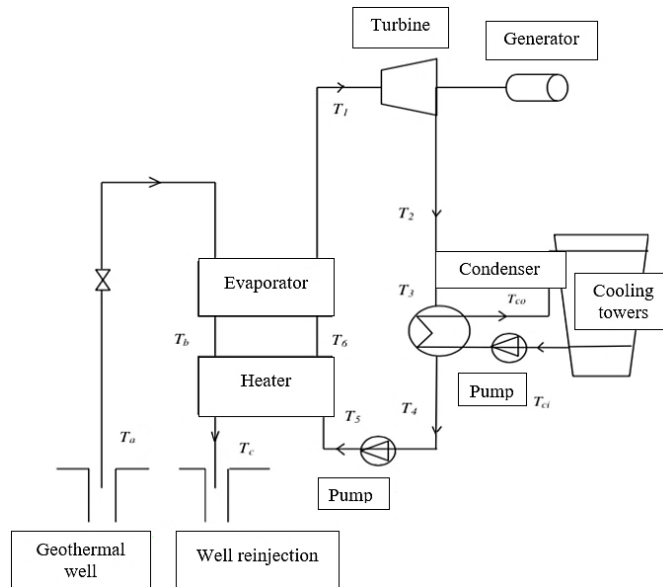 Turbine
Generator
T1
T2
Condenser
Evaporator
T3
Tco
Cooling
towers
Tb
T6
Heater
Pump
Tci
T5
T4
Ta
Tc
Pump
Geothermal
well
Well reinjection